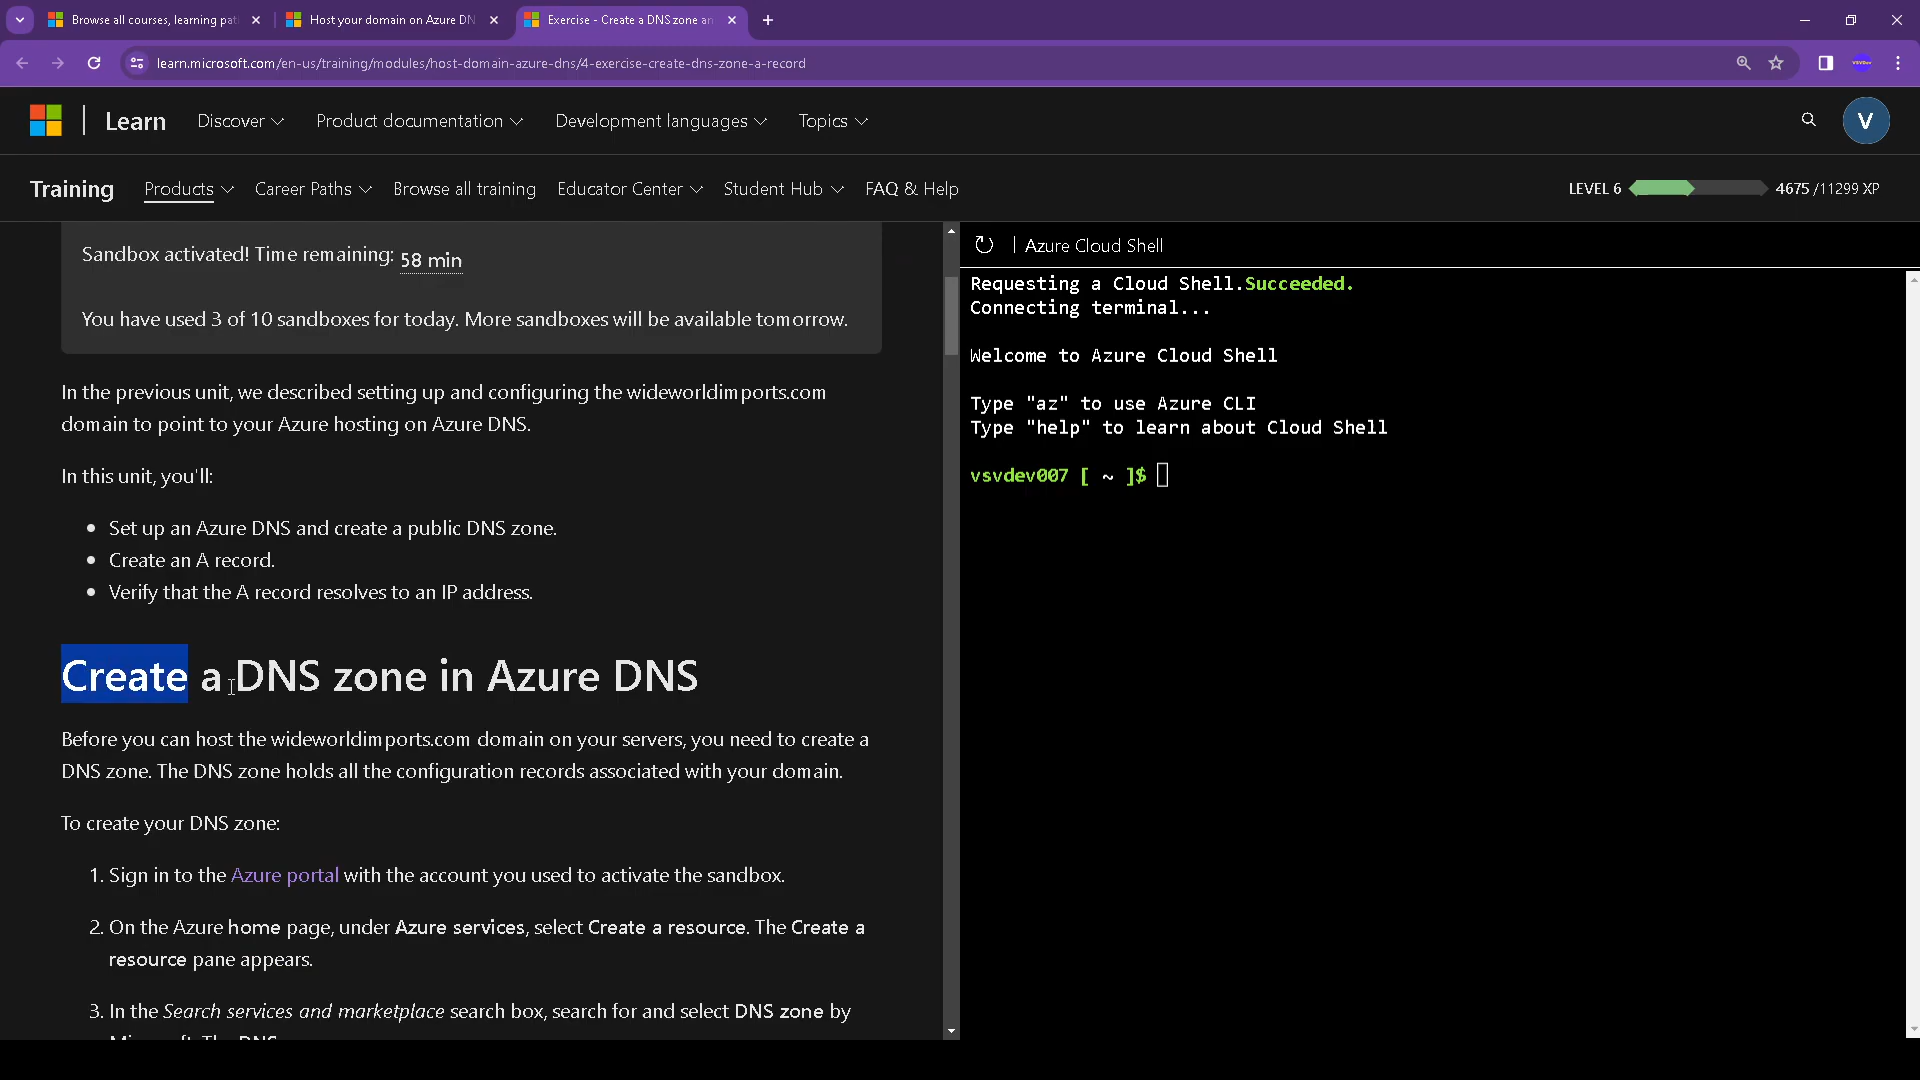 Browse all courses, learning pat
Host your domain on Azure DN
Exercise - Create a DNS zone an
learn.microsoft.com/en-us/training/modules/host-domain-azure-dns/4-exercise-create-dns-zone-a-record
Learn Discover Product documentation Development languages Topics
V
Training Products Career Paths Browse all training Educator Center Student Hub FAQ & Help LEVEL 6 4675 /11299 XP
Sandbox activated! Time remaining: 58 min
You have used 3 of 10 sandboxes for today. More sandboxes will be available tomorrow.
In the previous unit, we described setting up and configuring the wideworldimports.com
domain to point to your Azure hosting on Azure DNS.
In this unit, you'll:
• Set up an Azure DNS and create a public DNS zone.
• Create an A record.
• Verify that the A record resolves to an IP address.
Create a DNS zone in Azure DNS
Before you can host the wideworldimports.com domain on your servers, you need to create a
DNS zone. The DNS zone holds all the configuration records associated with your domain.
To create your DNS zone:
1. Sign in to the Azure portal with the account you used to activate the sandbox.
2. On the Azure home page, under Azure services, select Create a resource. The Create a
resource pane appears.
3. In the Search services and marketplace search box, search for and select DNS zone by
Microsoft. The DNS
Azure Cloud Shell
Requesting a Cloud Shell.Succeeded.
Connecting terminal...
Welcome to Azure Cloud Shell
Type "az" to use Azure CLI
Type "help" to learn about Cloud Shell
vsvdev007 [ ~ ]$